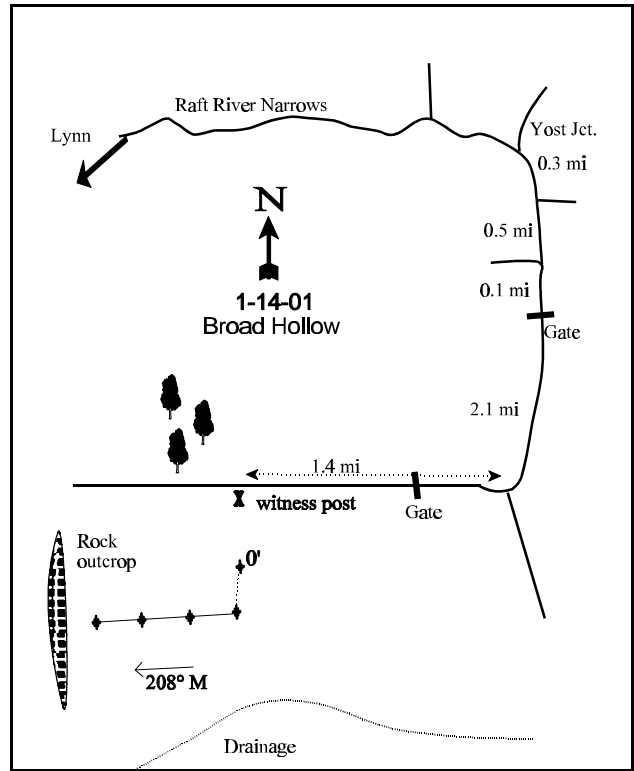 Raft River Narrows
Lynn
Yost Jct.
0.3 mi
N
0.5 mi
0.1 mi
1-14-01
Broad Hollow
Gate
2.1 mi
1.4 mi
witness post
Gate
Rock
outcrop
0'
208° M
Drainage